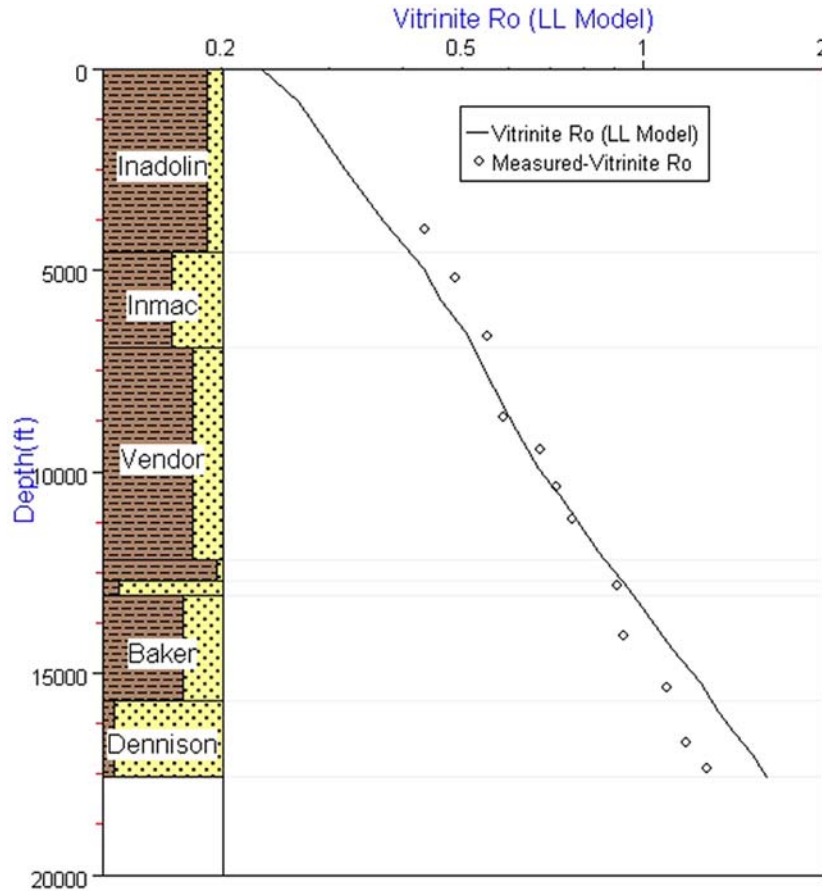 Vitrinite Ro (LL Model)
0.2 0.5 1 2
0
Vitrinite Ro (LL Model)
Measured-Vitrinite Ro
Inadolin
5000
Inmac
Vendor
10000
Depth(ft)
Baker
15000
Dennison
20000